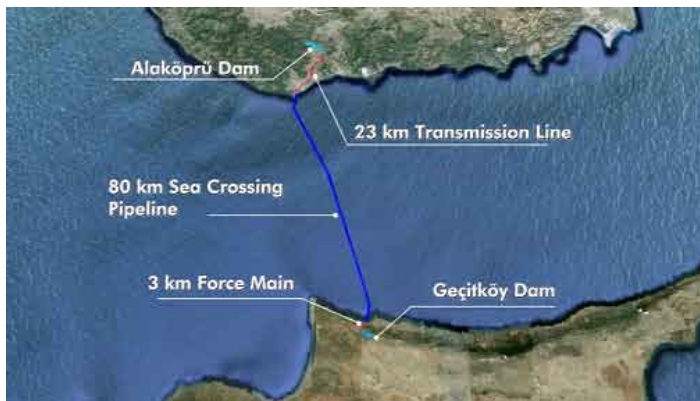 Alaköprü Dam
23 km Transmission Line
80 km Sea Crossing
Pipeline
3 km Force Main
Geçitköy Dam